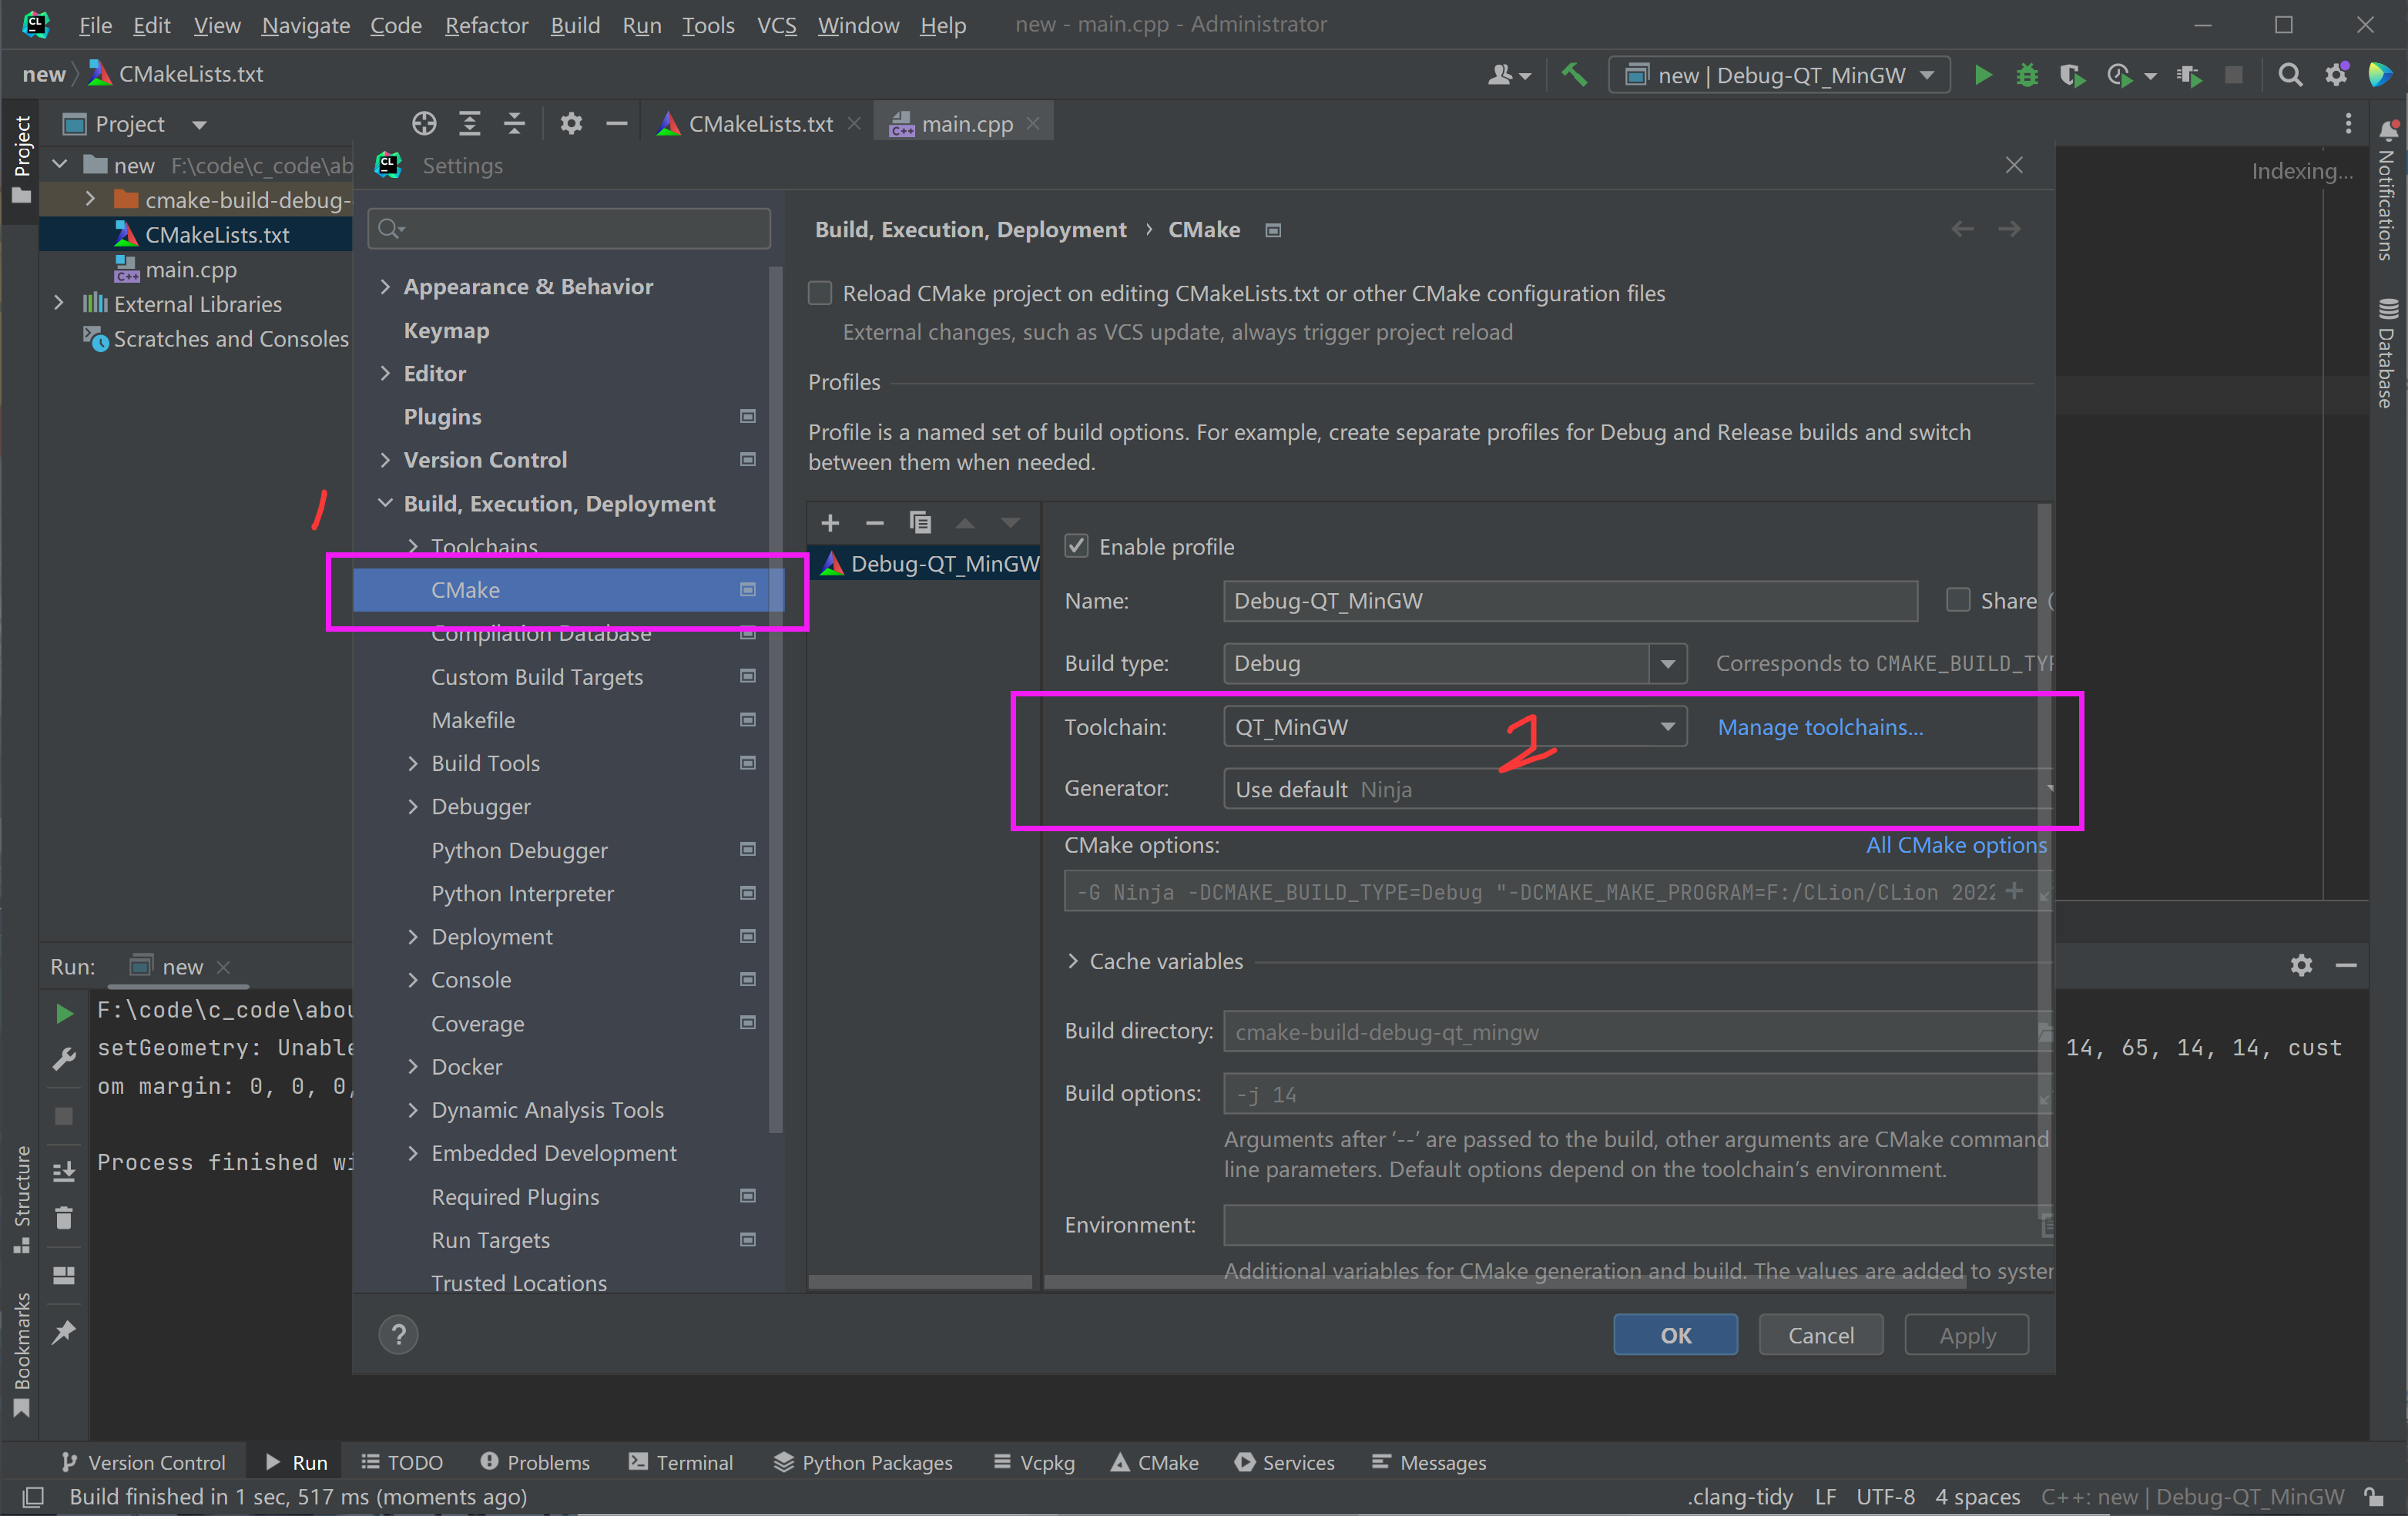 File Edit View Navigate Code Refactor Build Run Tools VCS Window Help new - main.cpp - Administrator
new CMakeLists.txt
new | Debug-QT_MinGW
Project
Project
CMakeLists.txt
main.cpp
new F:\code\c_code\ab
cmake-build-debug-
CMakeLists.txt
main.cpp
External Libraries
Scratches and Consoles
Indexing...
Notifications
Database
Settings
Appearance & Behavior
Keymap
Editor
Plugins
Version Control
Build, Execution, Deployment
Toolchains
CMake
Compilation Database
Custom Build Targets
Makefile
Build Tools
Debugger
Python Debugger
Python Interpreter
Deployment
Console
Coverage
Docker
Dynamic Analysis Tools
Embedded Development
Required Plugins
Run Targets
Trusted Locations
1
Build, Execution, Deployment › CMake
Reload CMake project on editing CMakeLists.txt or other CMake configuration files
External changes, such as VCS update, always trigger project reload
Profiles
Profile is a named set of build options. For example, create separate profiles for Debug and Release builds and switch
between them when needed.
Debug-QT_MinGW
Enable profile
Name: Debug-QT_MinGW Share (
Build type: Debug Corresponds to CMAKE_BUILD_TYP
Toolchain: QT_MinGW Manage toolchains...
2
Generator: Use default Ninja
CMake options: All CMake options
-G Ninja -DCMAKE_BUILD_TYPE=Debug "-DCMAKE_MAKE_PROGRAM=F:/CLion/CLion 2022
Cache variables
Build directory: cmake-build-debug-qt_mingw
Build options: -j 14
Arguments after ‘--’ are passed to the build, other arguments are CMake command
line parameters. Default options depend on the toolchain’s environment.
Environment:
Additional variables for CMake generation and build. The values are added to syster
? OK Cancel Apply
Run: new
F:\code\c_code\abou
setGeometry: Unable 14, 65, 14, 14, cust
om margin: 0, 0, 0,
Process finished wi
Structure
Bookmarks
Version Control Run TODO Problems Terminal Python Packages Vcpkg CMake Services Messages
Build finished in 1 sec, 517 ms (moments ago) .clang-tidy LF UTF-8 4 spaces C++: new | Debug-QT_MinGW